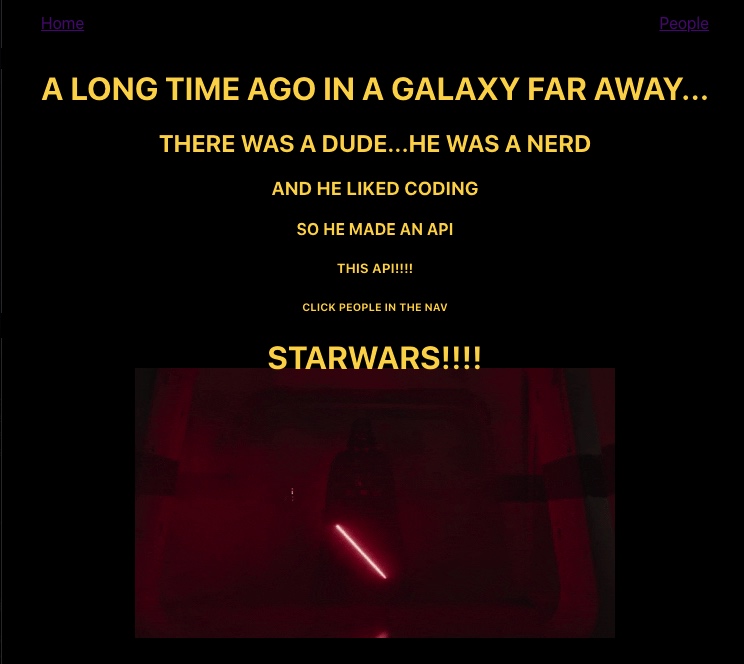 Home People
A LONG TIME AGO IN A GALAXY FAR AWAY...
THERE WAS A DUDE...HE WAS A NERD
AND HE LIKED CODING
SO HE MADE AN API
THIS API!!!!
CLICK PEOPLE IN THE NAV
STARWARS!!!!